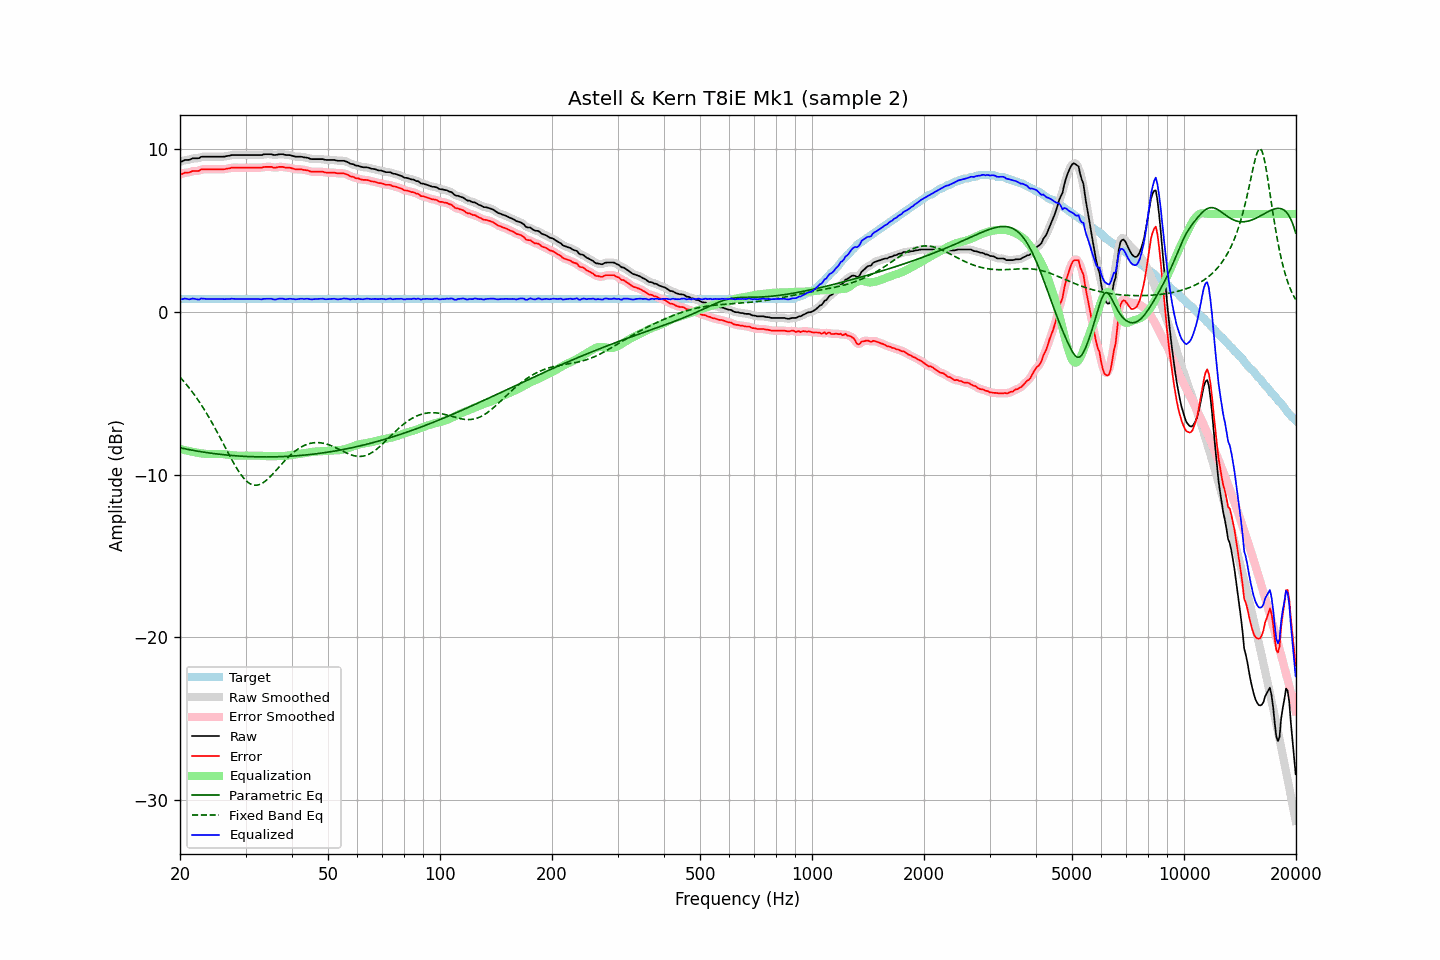 Astell & Kern T8iE Mk1 (sample 2)
Amplitude (dBr)
10
0
−10
−20
−30
Target
Raw Smoothed
Error Smoothed
Raw
Error
Equalization
Parametric Eq
Fixed Band Eq
Equalized
20 50 100 200 500 1000 2000 5000 10000 20000
Frequency (Hz)